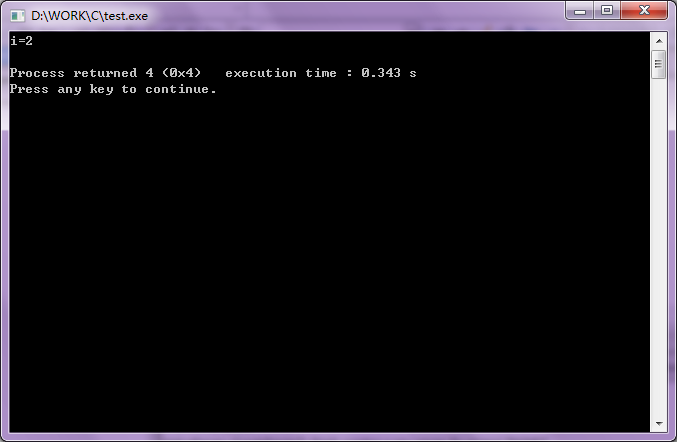 D:\WORK\C\test.exe
i=2
Process returned 4 (0x4)   execution time : 0.343 s
Press any key to continue.